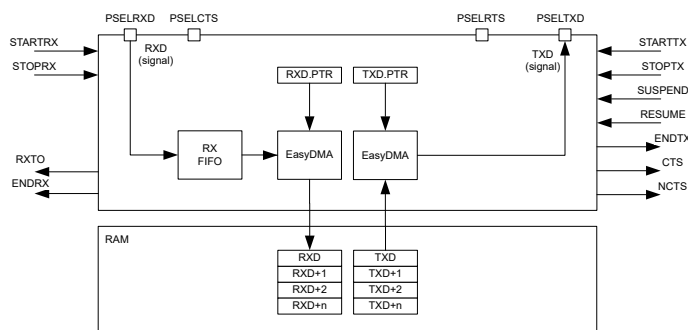 PSELRXD
PSELCTS
PSELRTS
PSELTXD
STARTRX
STOPRX
RXD
(signal)
RXD.PTR
TXD.PTR
TXD
(signal)
STARTTX
STOPTX
SUSPEND
RESUME
RX
FIFO
EasyDMA
EasyDMA
RXTO
ENDRX
ENDTX
CTS
NCTS
RAM
RXD
RXD+1
RXD+2
RXD+n
TXD
TXD+1
TXD+2
TXD+n